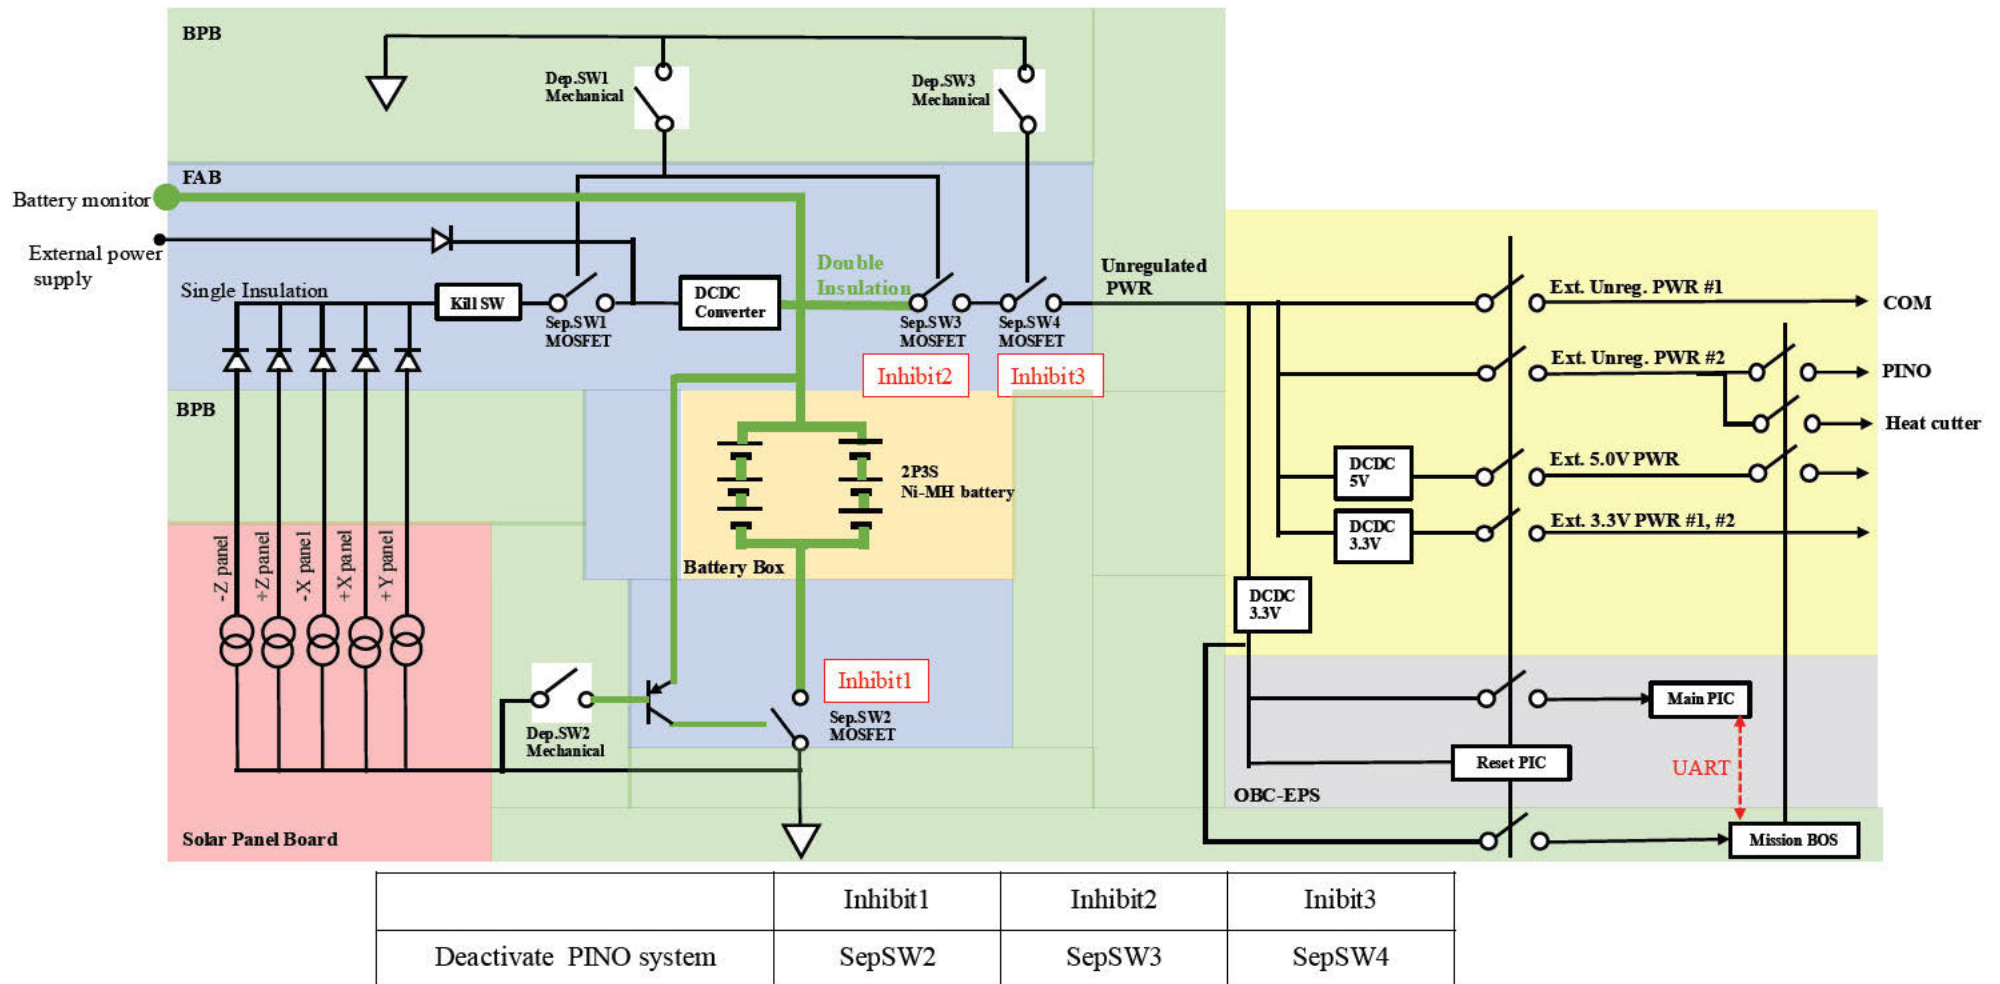 BPB
Dep.SW1
Mechanical
Dep.SW3
Mechanical
FAB
Battery monitor
External power
supply
Single Insulation
Kill SW
Sep.SW1
MOSFET
DCDC
Converter
Double
Insulation
Sep.SW3
MOSFET
Sep.SW4
MOSFET
Inhibit2
Inhibit3
Unregulated
PWR
Ext. Unreg. PWR #1
COM
Ext. Unreg. PWR #2
PINO
Heat cutter
DCDC
5V
Ext. 5.0V PWR
DCDC
3.3V
Ext. 3.3V PWR #1, #2
BPB
2P3S
Ni-MH battery
Battery Box
-Z panel
+Z panel
-X panel
+X panel
+Y panel
DCDC
3.3V
Inhibit1
Sep.SW2
MOSFET
Dep.SW2
Mechanical
Main PIC
Reset PIC
UART
OBC-EPS
Mission BOS
Solar Panel Board
Inhibit1 Inhibit2 Inibit3
Deactivate PINO system SepSW2 SepSW3 SepSW4